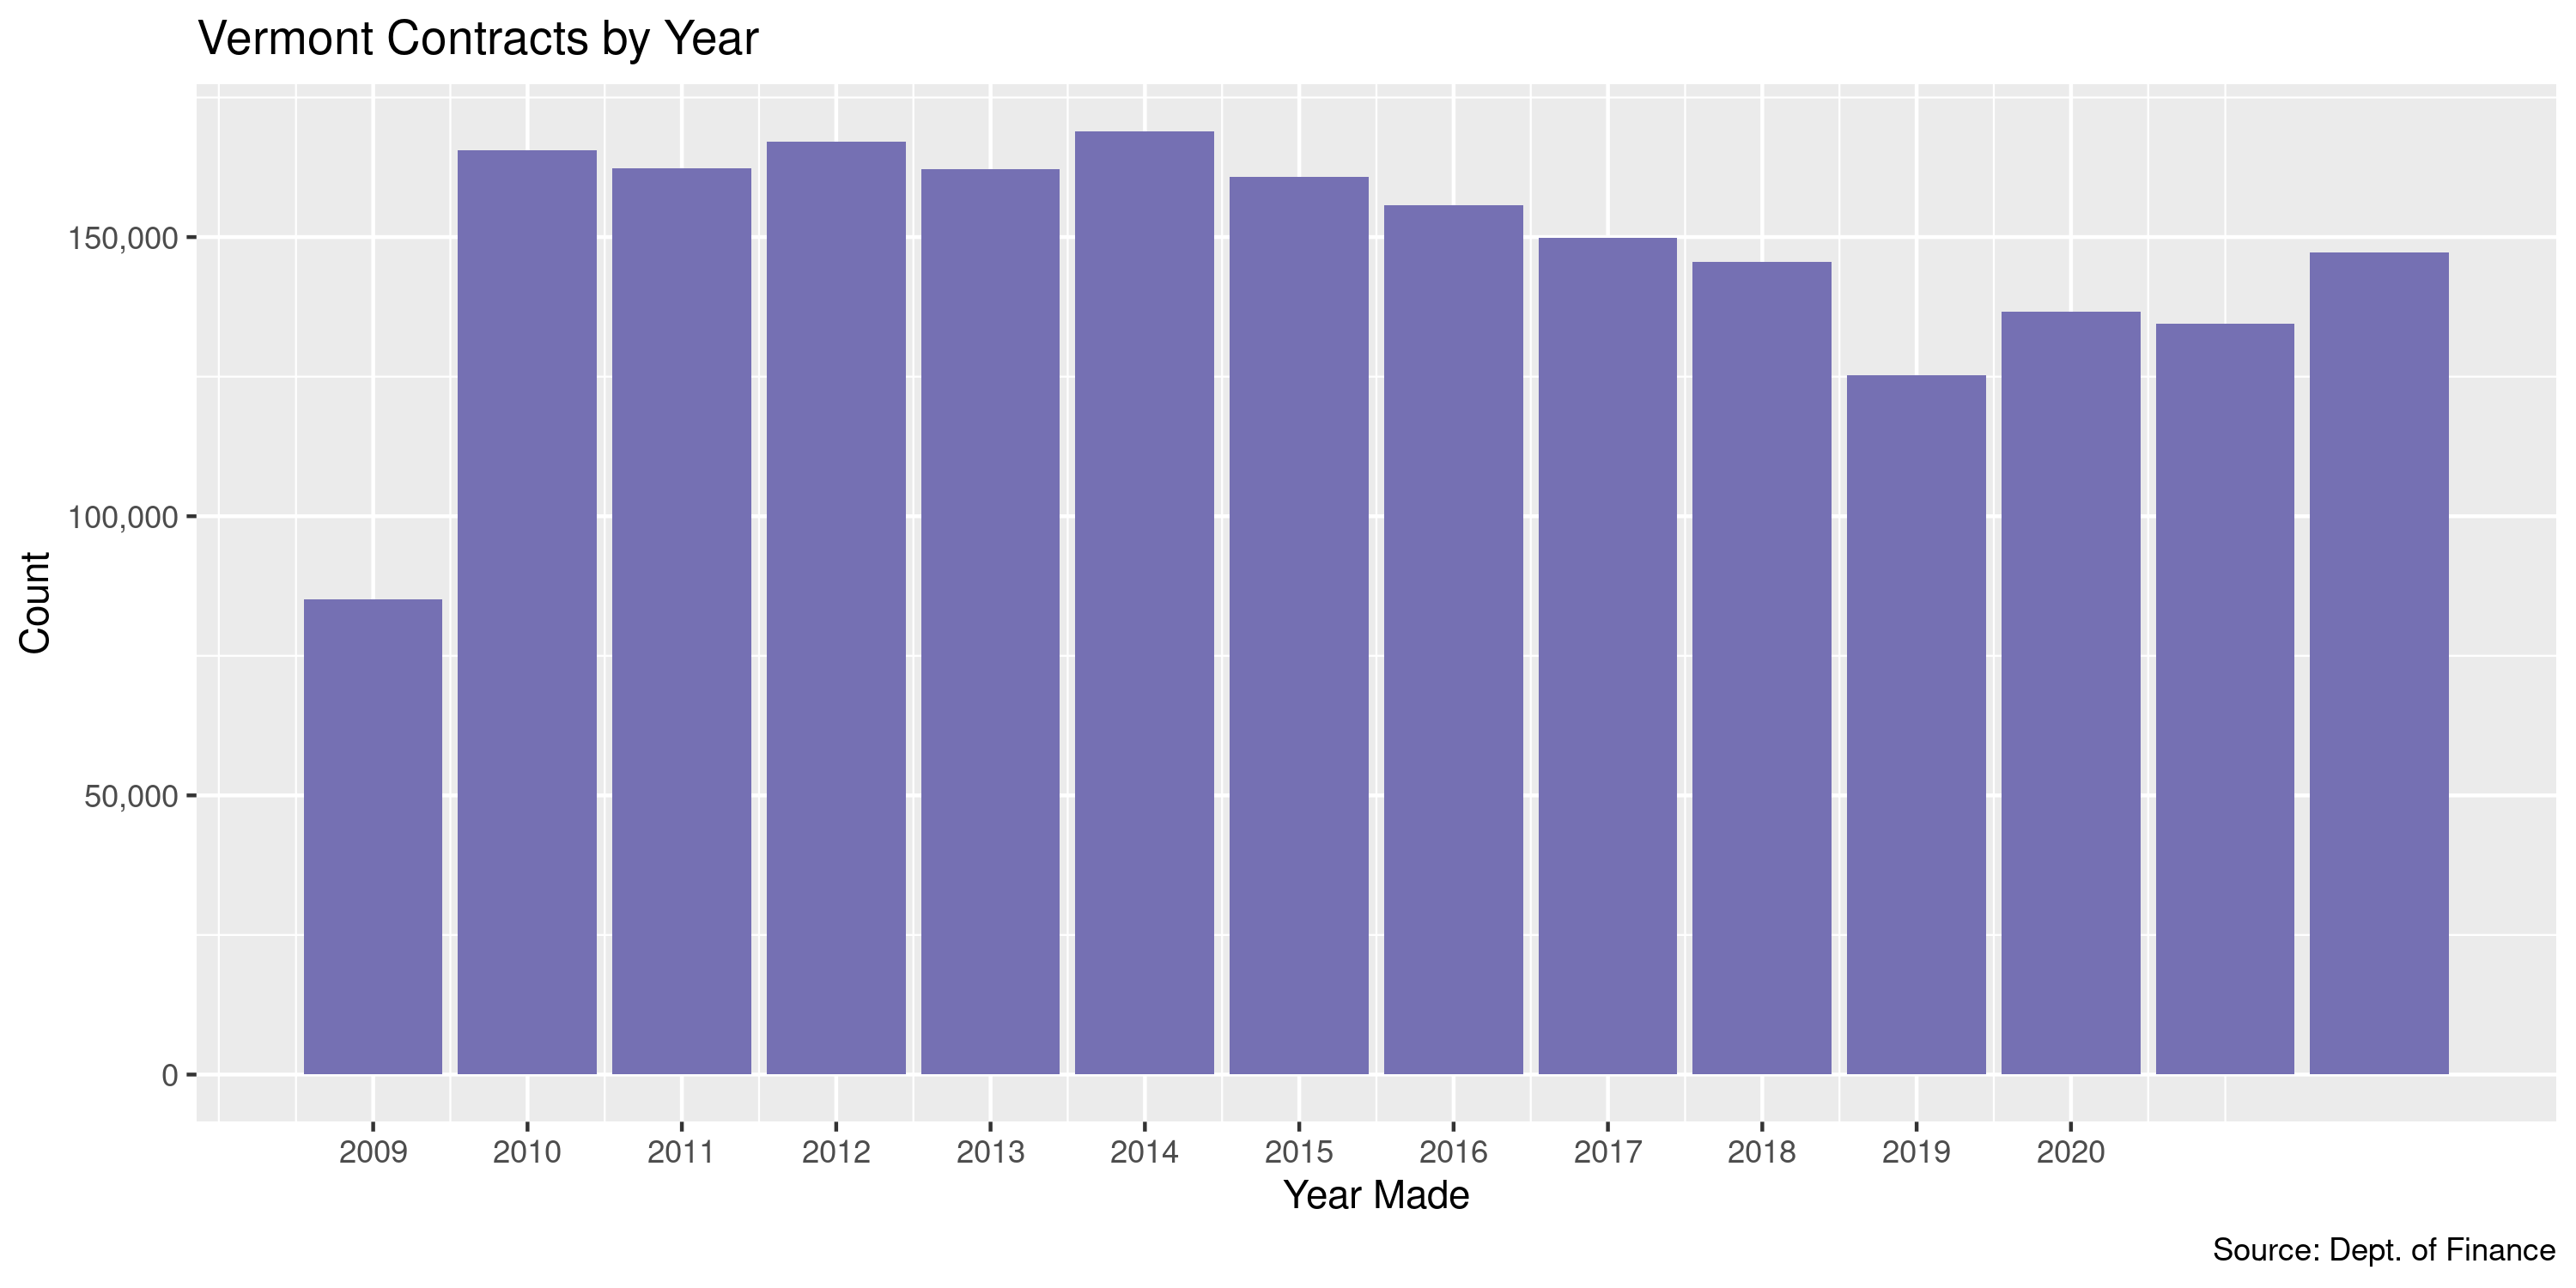 Vermont Contracts by Year
Count
150,000
100,000
50,000
0
2009 2010 2011 2012 2013 2014 2015 2016 2017 2018 2019 2020
Year Made
Source: Dept. of Finance